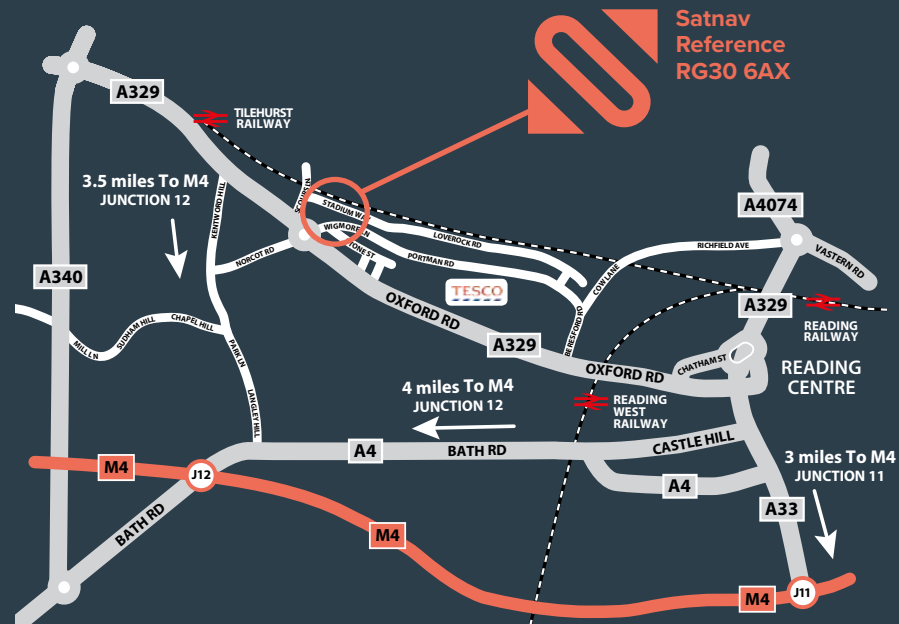 Satnav
Reference
RG30 6AX
A329
TILEHURST
RAILWAY
3.5 miles To M4
JUNCTION 12
KENTWORD HILL
STADIUM WAY
WIGMORE LN
LOVEROCK RD
PORTMAN RD
NORCOT RD
A4074
RICHFIELD AVE
VASTERN RD
COW LANE
A340
TESCO
A329
READING
RAILWAY
OXFORD RD
BERESFORD RD
A329
SUDHAM HILL
CHAPEL HILL
MILL LN
PARK LN
OXFORD RD
CHATHAM ST
READING
CENTRE
LANGLEY HILL
4 miles To M4
JUNCTION 12
READING
WEST
RAILWAY
A4
BATH RD
CASTLE HILL
3 miles To M4
JUNCTION 11
M4
J12
A4
A33
BATH RD
M4
M4
J11